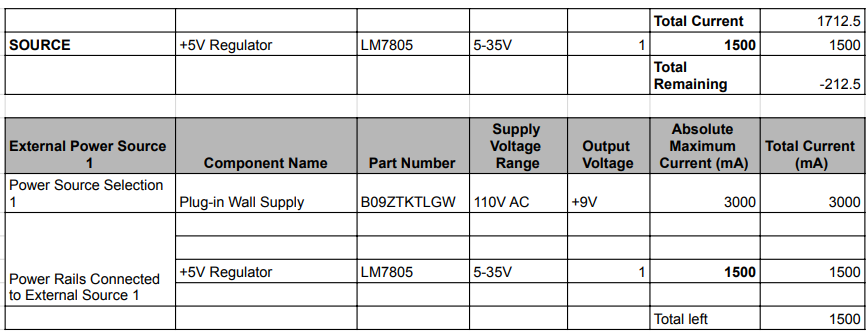 Total Current 1712.5
SOURCE +5V Regulator LM7805 5-35V 1 1500 1500
Total
Remaining -212.5
External Power Source
1 Component Name Part Number Supply
Voltage
Range Output
Voltage Absolute
Maximum
Current (mA) Total Current
(mA)
Power Source Selection
1 Plug-in Wall Supply B09ZTKTLGW 110V AC +9V 3000 3000
+5V Regulator LM7805 5-35V 1 1500 1500
Power Rails Connected
to External Source 1
Total left 1500